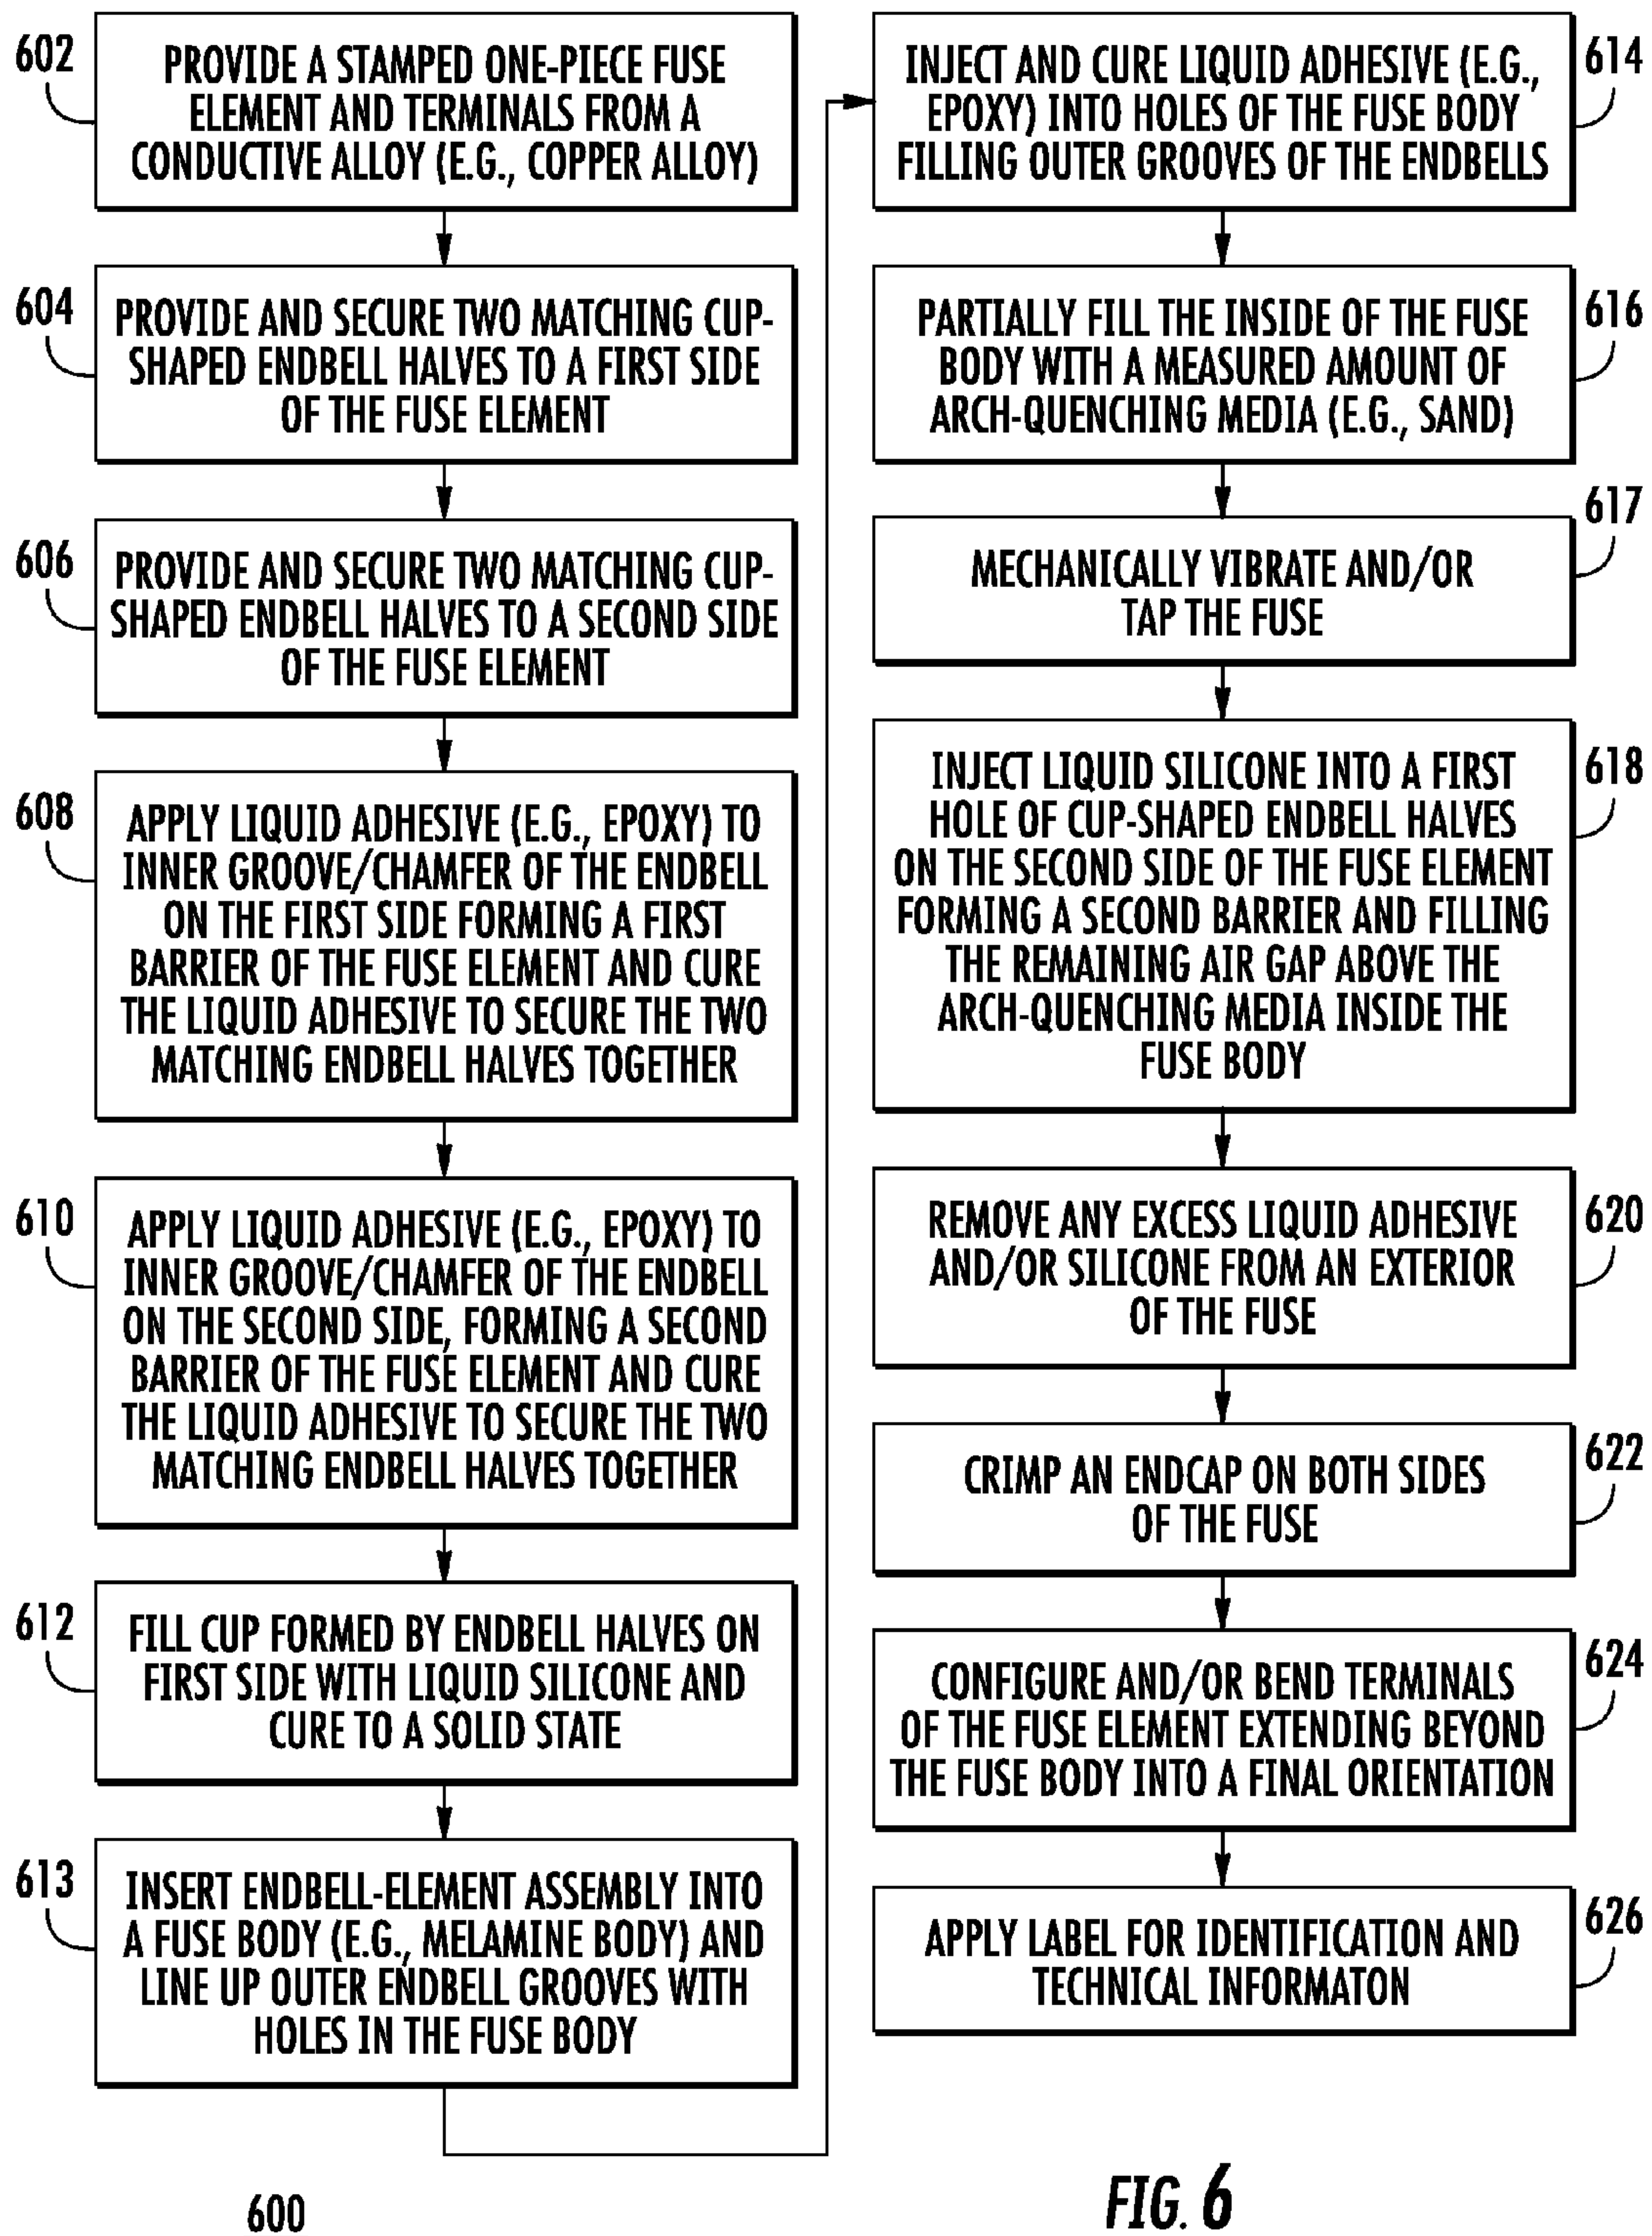 602
PROVIDE A STAMPED ONE-PIECE FUSE
ELEMENT AND TERMINALS FROM A
CONDUCTIVE ALLOY (E.G., COPPER ALLOY)
604
PROVIDE AND SECURE TWO MATCHING CUP-
SHAPED ENDBELL HALVES TO A FIRST SIDE
OF THE FUSE ELEMENT
606
PROVIDE AND SECURE TWO MATCHING CUP-
SHAPED ENDBELL HALVES TO A SECOND SIDE
OF THE FUSE ELEMENT
608
APPLY LIQUID ADHESIVE (E.G., EPOXY) TO
INNER GROOVE/CHAMFER OF THE ENDBELL
ON THE FIRST SIDE FORMING A FIRST
BARRIER OF THE FUSE ELEMENT AND CURE
THE LIQUID ADHESIVE TO SECURE THE TWO
MATCHING ENDBELL HALVES TOGETHER
610
APPLY LIQUID ADHESIVE (E.G., EPOXY) TO
INNER GROOVE/CHAMFER OF THE ENDBELL
ON THE SECOND SIDE, FORMING A SECOND
BARRIER OF THE FUSE ELEMENT AND CURE
THE LIQUID ADHESIVE TO SECURE THE TWO
MATCHING ENDBELL HALVES TOGETHER
612
FILL CUP FORMED BY ENDBELL HALVES ON
FIRST SIDE WITH LIQUID SILICONE AND
CURE TO A SOLID STATE
613
INSERT ENDBELL-ELEMENT ASSEMBLY INTO
A FUSE BODY (E.G., MELAMINE BODY) AND
LINE UP OUTER ENDBELL GROOVES WITH
HOLES IN THE FUSE BODY
614
INJECT AND CURE LIQUID ADHESIVE (E.G.,
EPOXY) INTO HOLES OF THE FUSE BODY
FILLING OUTER GROOVES OF THE ENDBELLS
616
PARTIALLY FILL THE INSIDE OF THE FUSE
BODY WITH A MEASURED AMOUNT OF
ARCH-QUENCHING MEDIA (E.G., SAND)
617
MECHANICALLY VIBRATE AND/OR
TAP THE FUSE
618
INJECT LIQUID SILICONE INTO A FIRST
HOLE OF CUP-SHAPED ENDBELL HALVES
ON THE SECOND SIDE OF THE FUSE ELEMENT
FORMING A SECOND BARRIER AND FILLING
THE REMAINING AIR GAP ABOVE THE
ARCH-QUENCHING MEDIA INSIDE THE
FUSE BODY
620
REMOVE ANY EXCESS LIQUID ADHESIVE
AND/OR SILICONE FROM AN EXTERIOR
OF THE FUSE
622
CRIMP AN ENDCAP ON BOTH SIDES
OF THE FUSE
624
CONFIGURE AND/OR BEND TERMINALS
OF THE FUSE ELEMENT EXTENDING BEYOND
THE FUSE BODY INTO A FINAL ORIENTATION
626
APPLY LABEL FOR IDENTIFICATION AND
TECHNICAL INFORMATON
600
FIG. 6